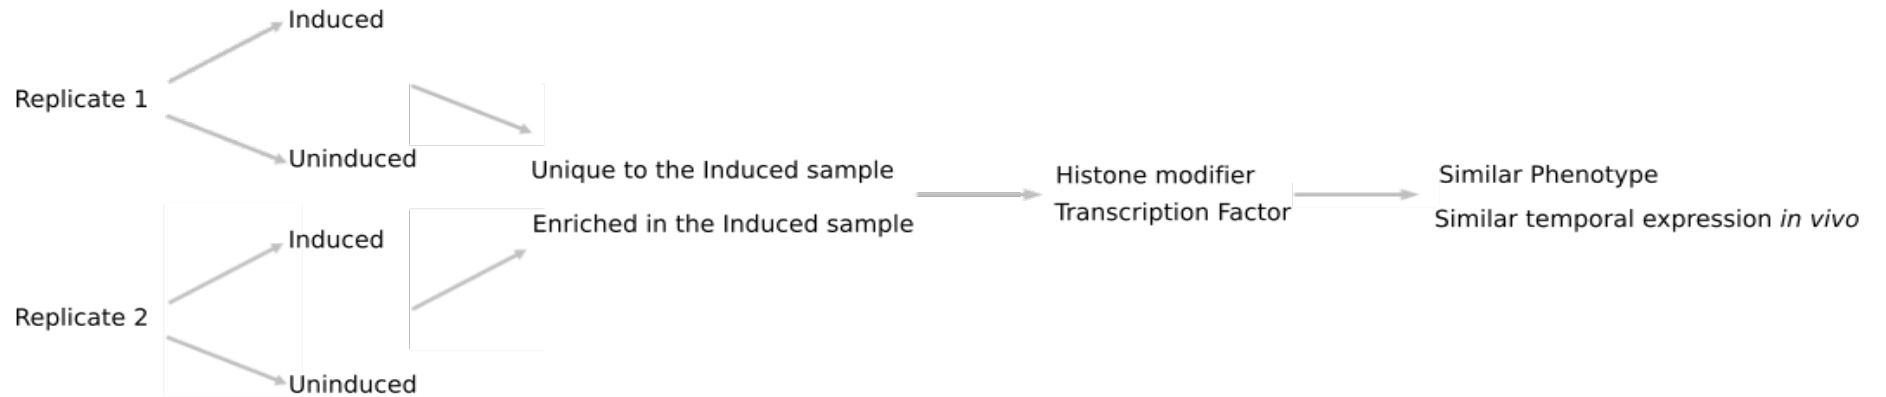 Replicate 1
Induced
Uninduced
Replicate 2
Induced
Uninduced
Unique to the Induced sample
Enriched in the Induced sample
Histone modifier
Transcription Factor
Similar Phenotype
Similar temporal expression in vivo